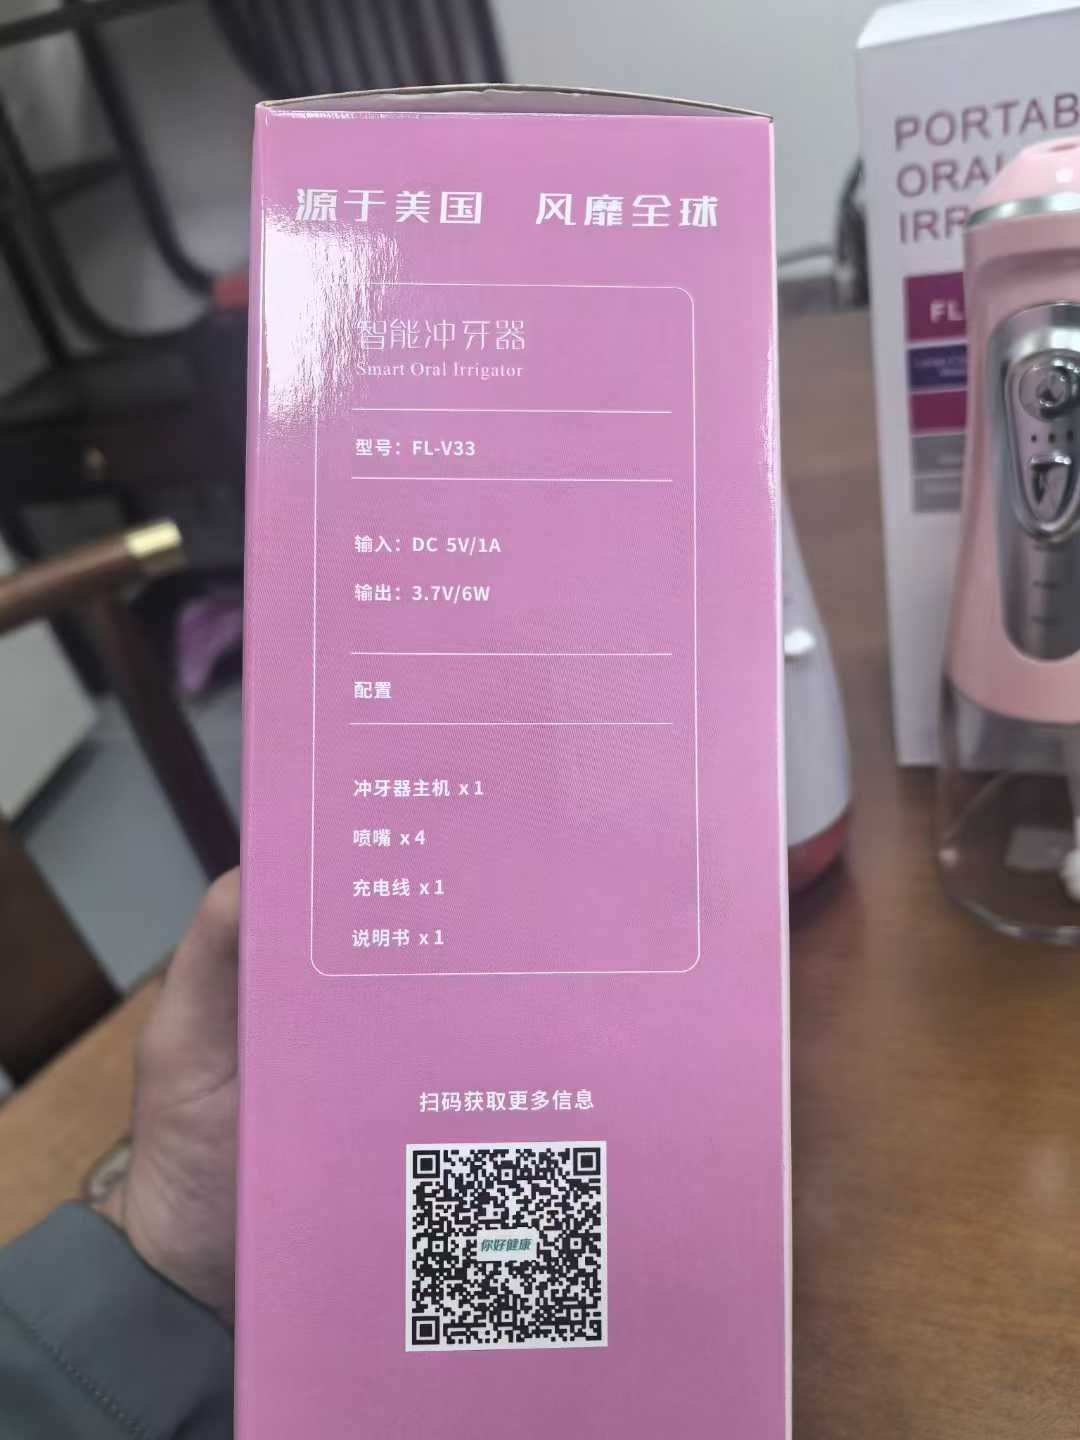 源于美国 风靡全球
智能冲牙器
Smart Oral Irrigator
型号：FL-V33
输入：DC 5V/1A
输出：3.7V/6W
配置
冲牙器主机 x1
喷嘴 x4
充电线 x1
说明书 x1
扫码获取更多信息
你好健康
PORTAB
ORAL
IRR
FL-